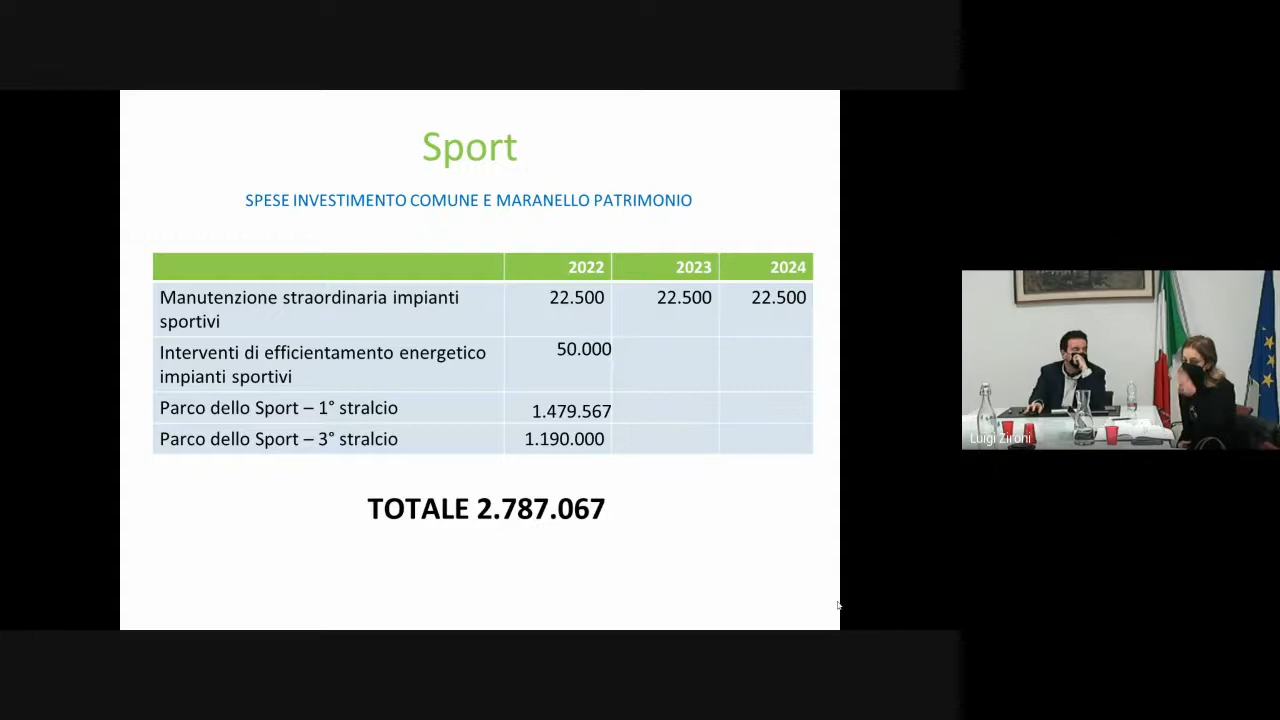 Sport
SPESE INVESTIMENTO COMUNE E MARANELLO PATRIMONIO
2022 2023 2024
Manutenzione straordinaria impianti
sportivi
22.500 22.500 22.500
Interventi di efficientamento energetico
impianti sportivi
50.000
Parco dello Sport – 1° stralcio 1.479.567
Parco dello Sport – 3° stralcio 1.190.000
TOTALE 2.787.067
Luigi Zironi